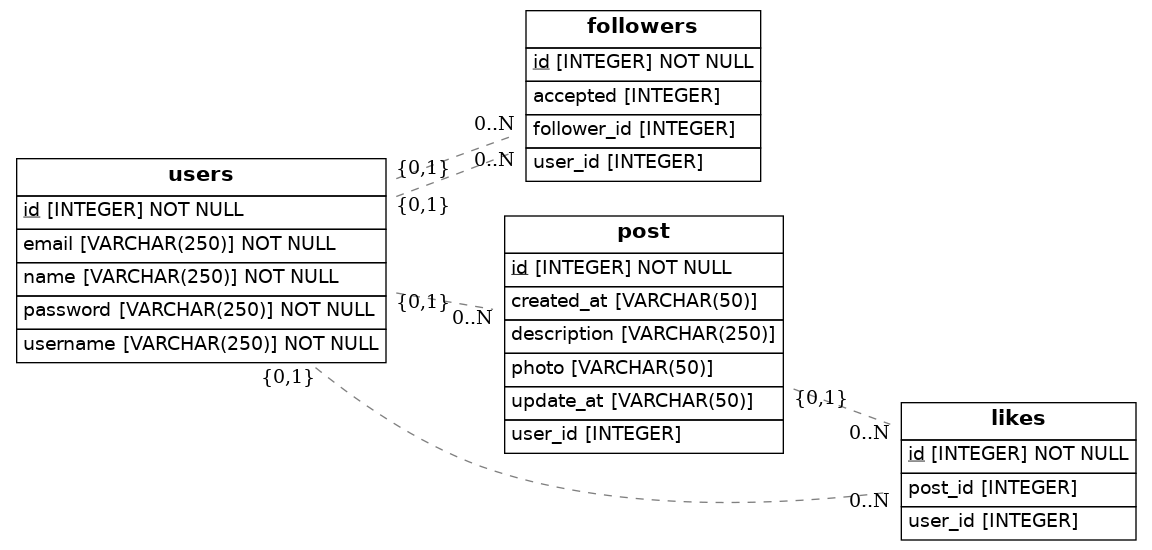 followers
id [INTEGER] NOT NULL
accepted [INTEGER]
follower_id [INTEGER]
user_id [INTEGER]
0..N
{0,1}
0..N
{0,1}
users
id [INTEGER] NOT NULL
email [VARCHAR(250)] NOT NULL
name [VARCHAR(250)] NOT NULL
password [VARCHAR(250)] NOT NULL
username [VARCHAR(250)] NOT NULL
{0,1}
0..N
{0,1}
post
id [INTEGER] NOT NULL
created_at [VARCHAR(50)]
description [VARCHAR(250)]
photo [VARCHAR(50)]
update_at [VARCHAR(50)]
user_id [INTEGER]
{0,1}
0..N
0..N
likes
id [INTEGER] NOT NULL
post_id [INTEGER]
user_id [INTEGER]